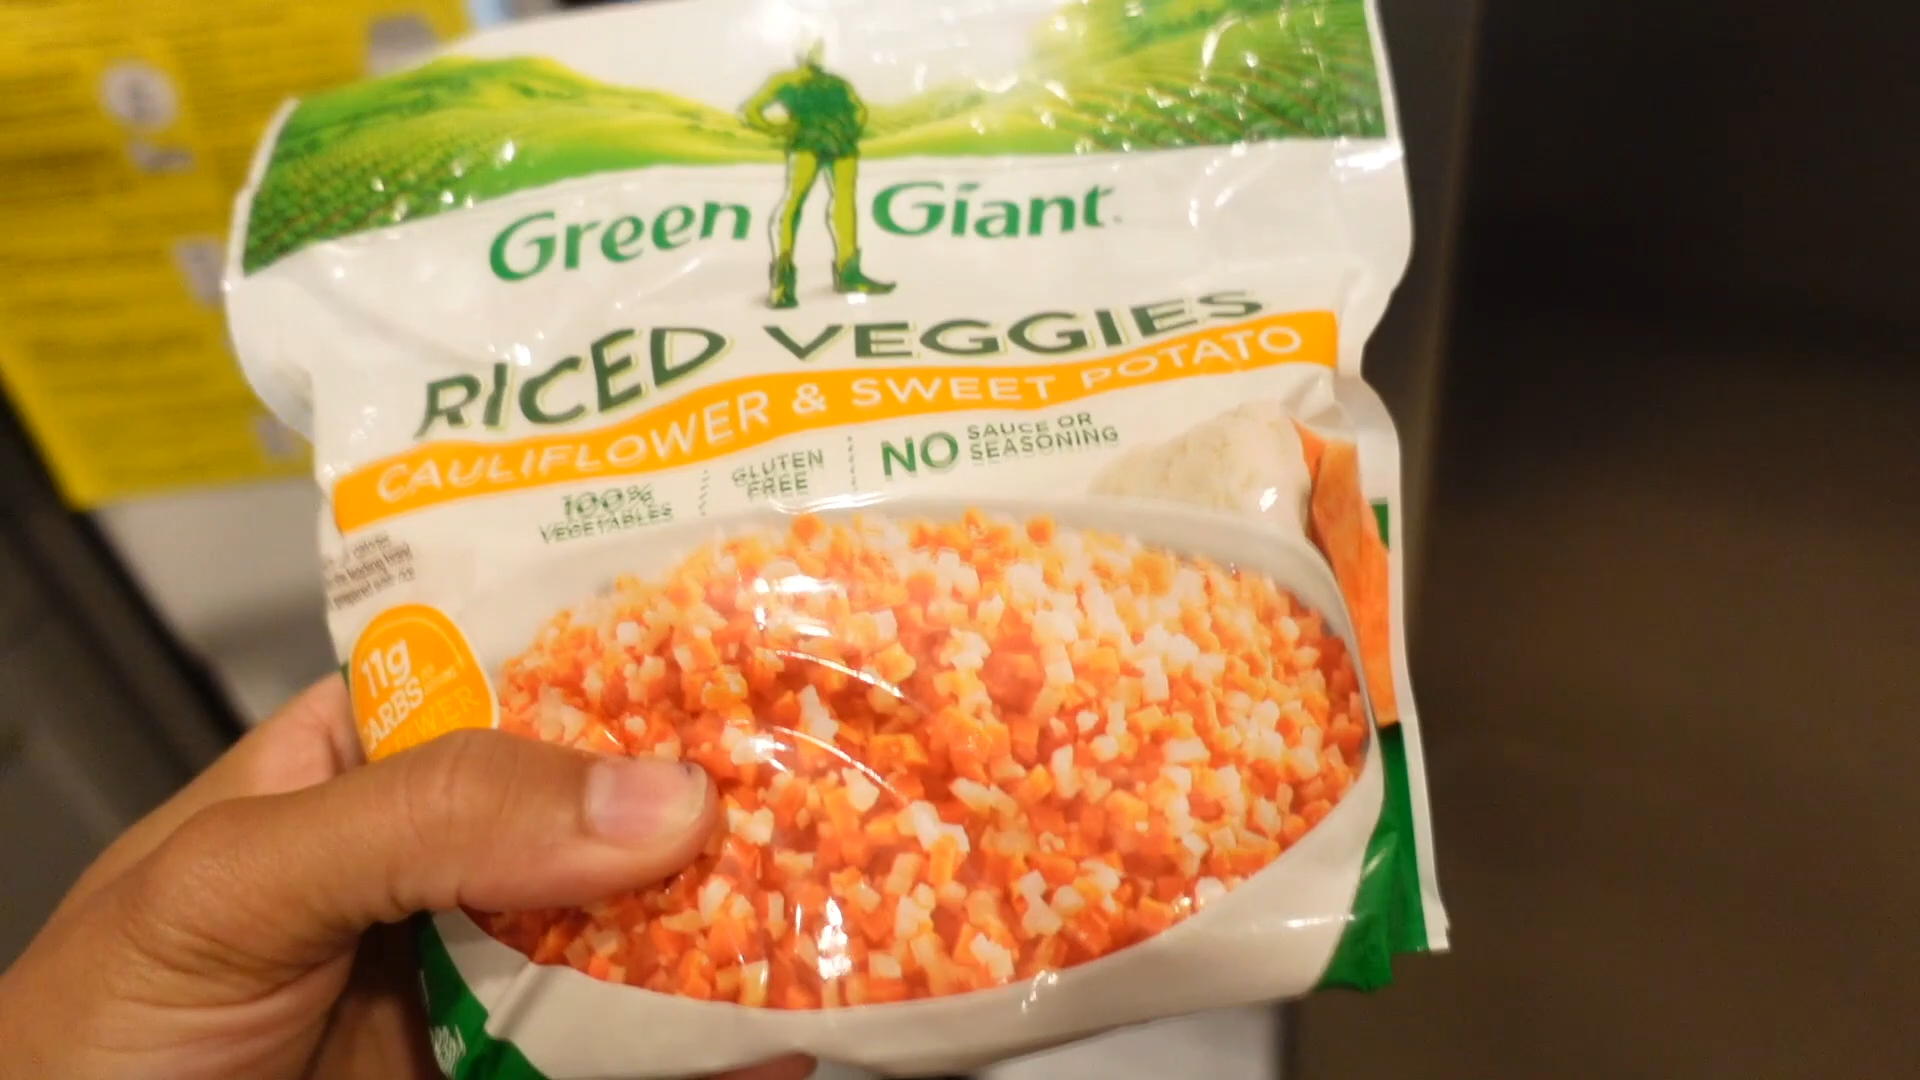 Green Giant
RICED VEGGIES
CAULIFLOWER & SWEET POTATO
100%
VEGETABLES
GLUTEN
FREE
NO SAUCE OR
SEASONING
11g
CARBS